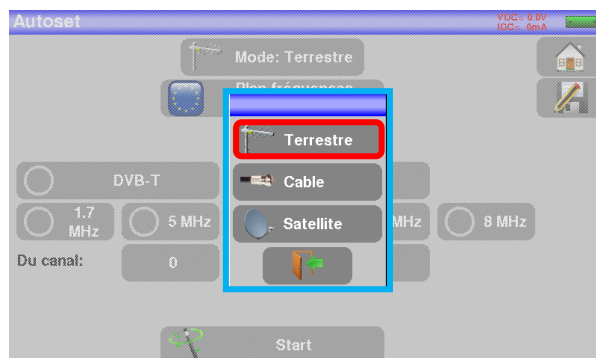 Autoset
VDC= 0.0V
IDC= 0mA
Mode: Terrestre
Plan fréquences
Terrestre
DVB-T
Cable
1.7 MHz
5 MHz
Satellite
MHz
8 MHz
Du canal:
0
Start